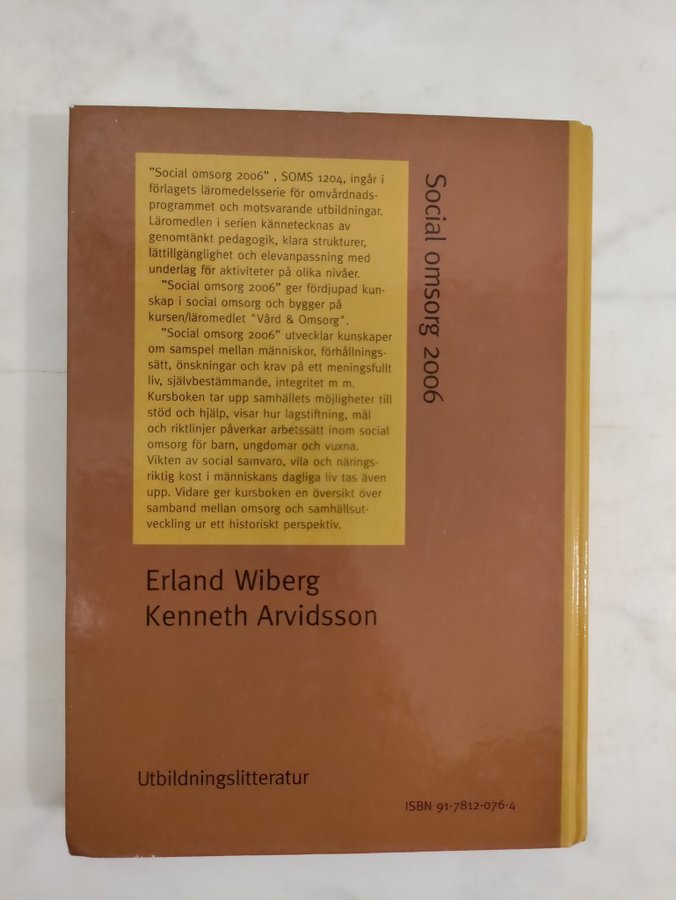 "Social omsorg 2006" , SOMS 1204, ingår i
förlagets läromedelsserie för omvårdnads-
programmet och motsvarande utbildningar.
Läromedlen i serien kännetecknas av
genomtänkt pedagogik, klara strukturer,
lättillgänglighet och elevanpassning med
underlag för aktiviteter på olika nivåer.
"Social omsorg 2006" ger fördjupad kun-
skap i social omsorg och bygger på
kursen/läromedlet "Vård & Omsorg".
"Social omsorg 2006" utvecklar kunskaper
om samspel mellan människor, förhållnings-
sätt, önskningar och krav på ett meningsfullt
liv, självbestämmande, integritet m m.
Kursboken tar upp samhällets möjligheter till
stöd och hjälp, visar hur lagstiftning, mål
och riktlinjer påverkar arbetssätt inom social
omsorg för barn, ungdomar och vuxna.
Vikten av social samvaro, vila och närings-
riktig kost i människans dagliga liv tas även
upp. Vidare ger kursboken en översikt över
samband mellan omsorg och samhällsut-
veckling ur ett historiskt perspektiv.
Social omsorg 2006
Erland Wiberg
Kenneth Arvidsson
Utbildningslitteratur
ISBN 91-7812-076-4